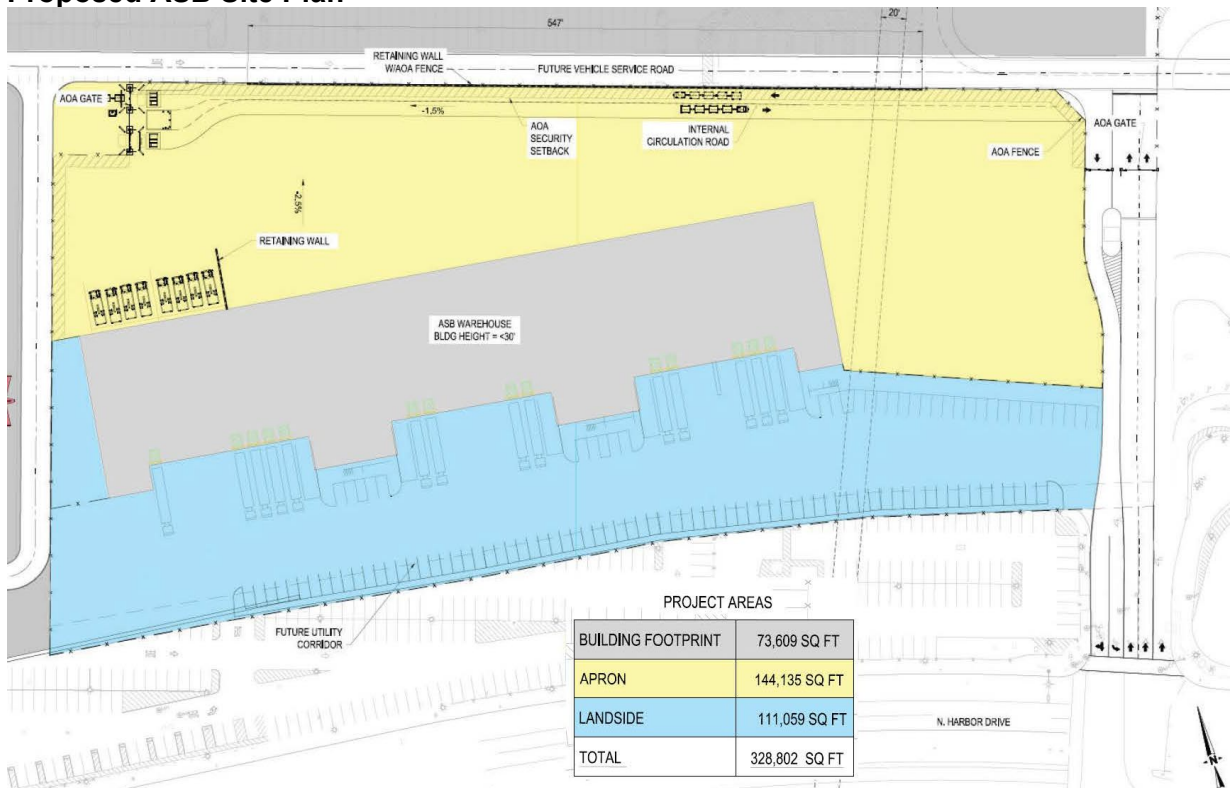 Proposed ASB Site Plan
547'
20'
RETAINING WALL
W/AOA FENCE
FUTURE VEHICLE SERVICE ROAD
AOA GATE
-1.5%
AOA
SECURITY
SETBACK
INTERNAL
CIRCULATION ROAD
AOA GATE
AOA FENCE
-2.5%
RETAINING WALL
ASB WAREHOUSE
BLDG HEIGHT = <30'
FUTURE UTILITY
CORRIDOR
PROJECT AREAS
BUILDING FOOTPRINT 73,609 SQ FT
APRON 144,135 SQ FT
LANDSIDE 111,059 SQ FT
TOTAL 328,802 SQ FT
N. HARBOR DRIVE
N